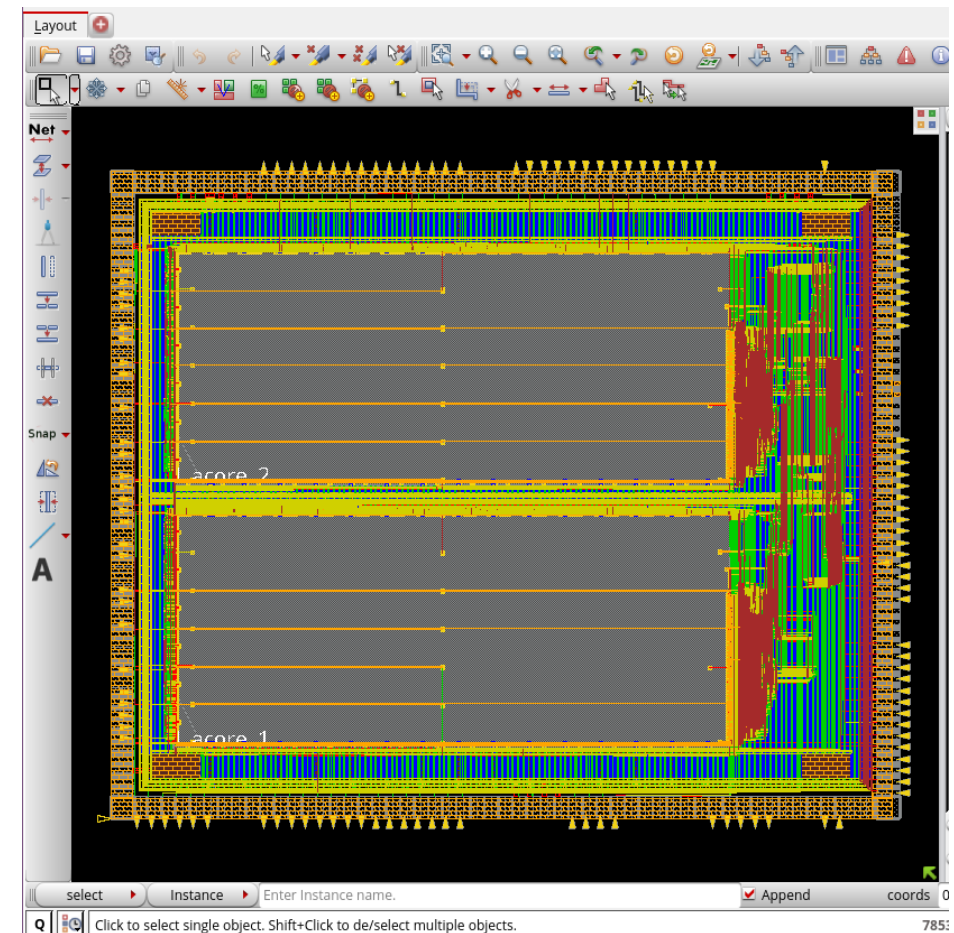 Layout
Net
Snap
A
acore_2
acore_1
select Instance Enter Instance name. Append coords 0
Q Click to select single object. Shift+Click to de/select multiple objects. 7853